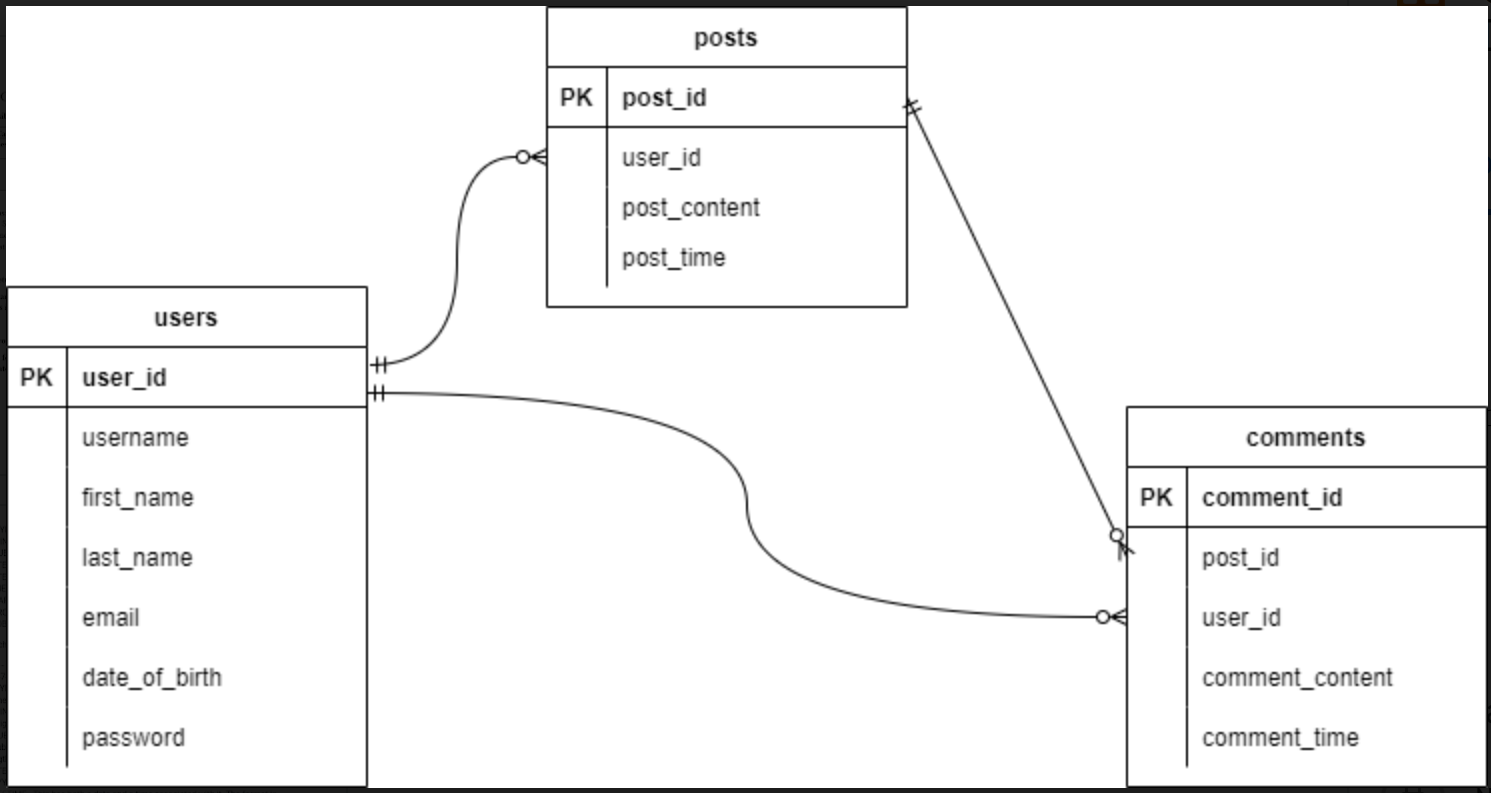 posts
PK post_id
user_id
post_content
post_time
users
PK user_id
username
first_name
last_name
email
date_of_birth
password
comments
PK comment_id
post_id
user_id
comment_content
comment_time